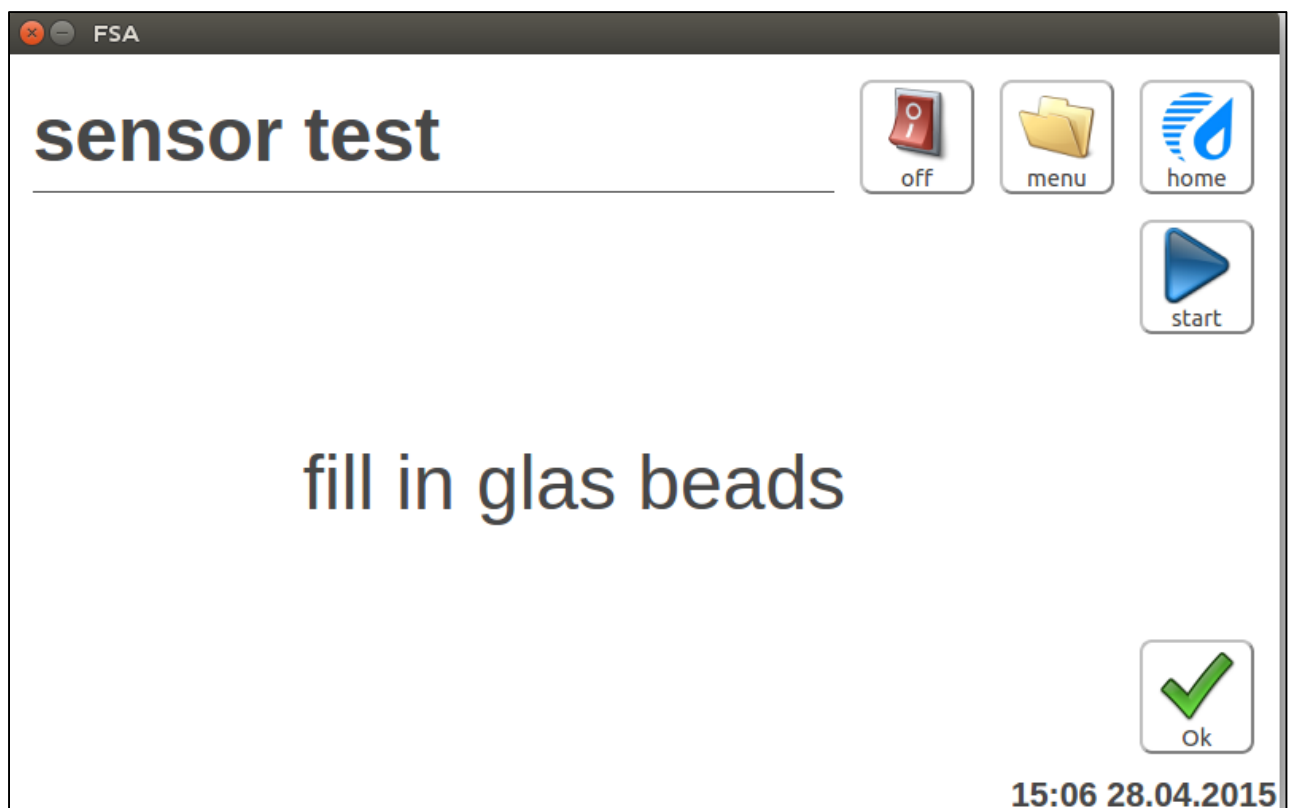 FSA
sensor test
off
menu
home
start
fill in glas beads
Ok
15:06 28.04.2015